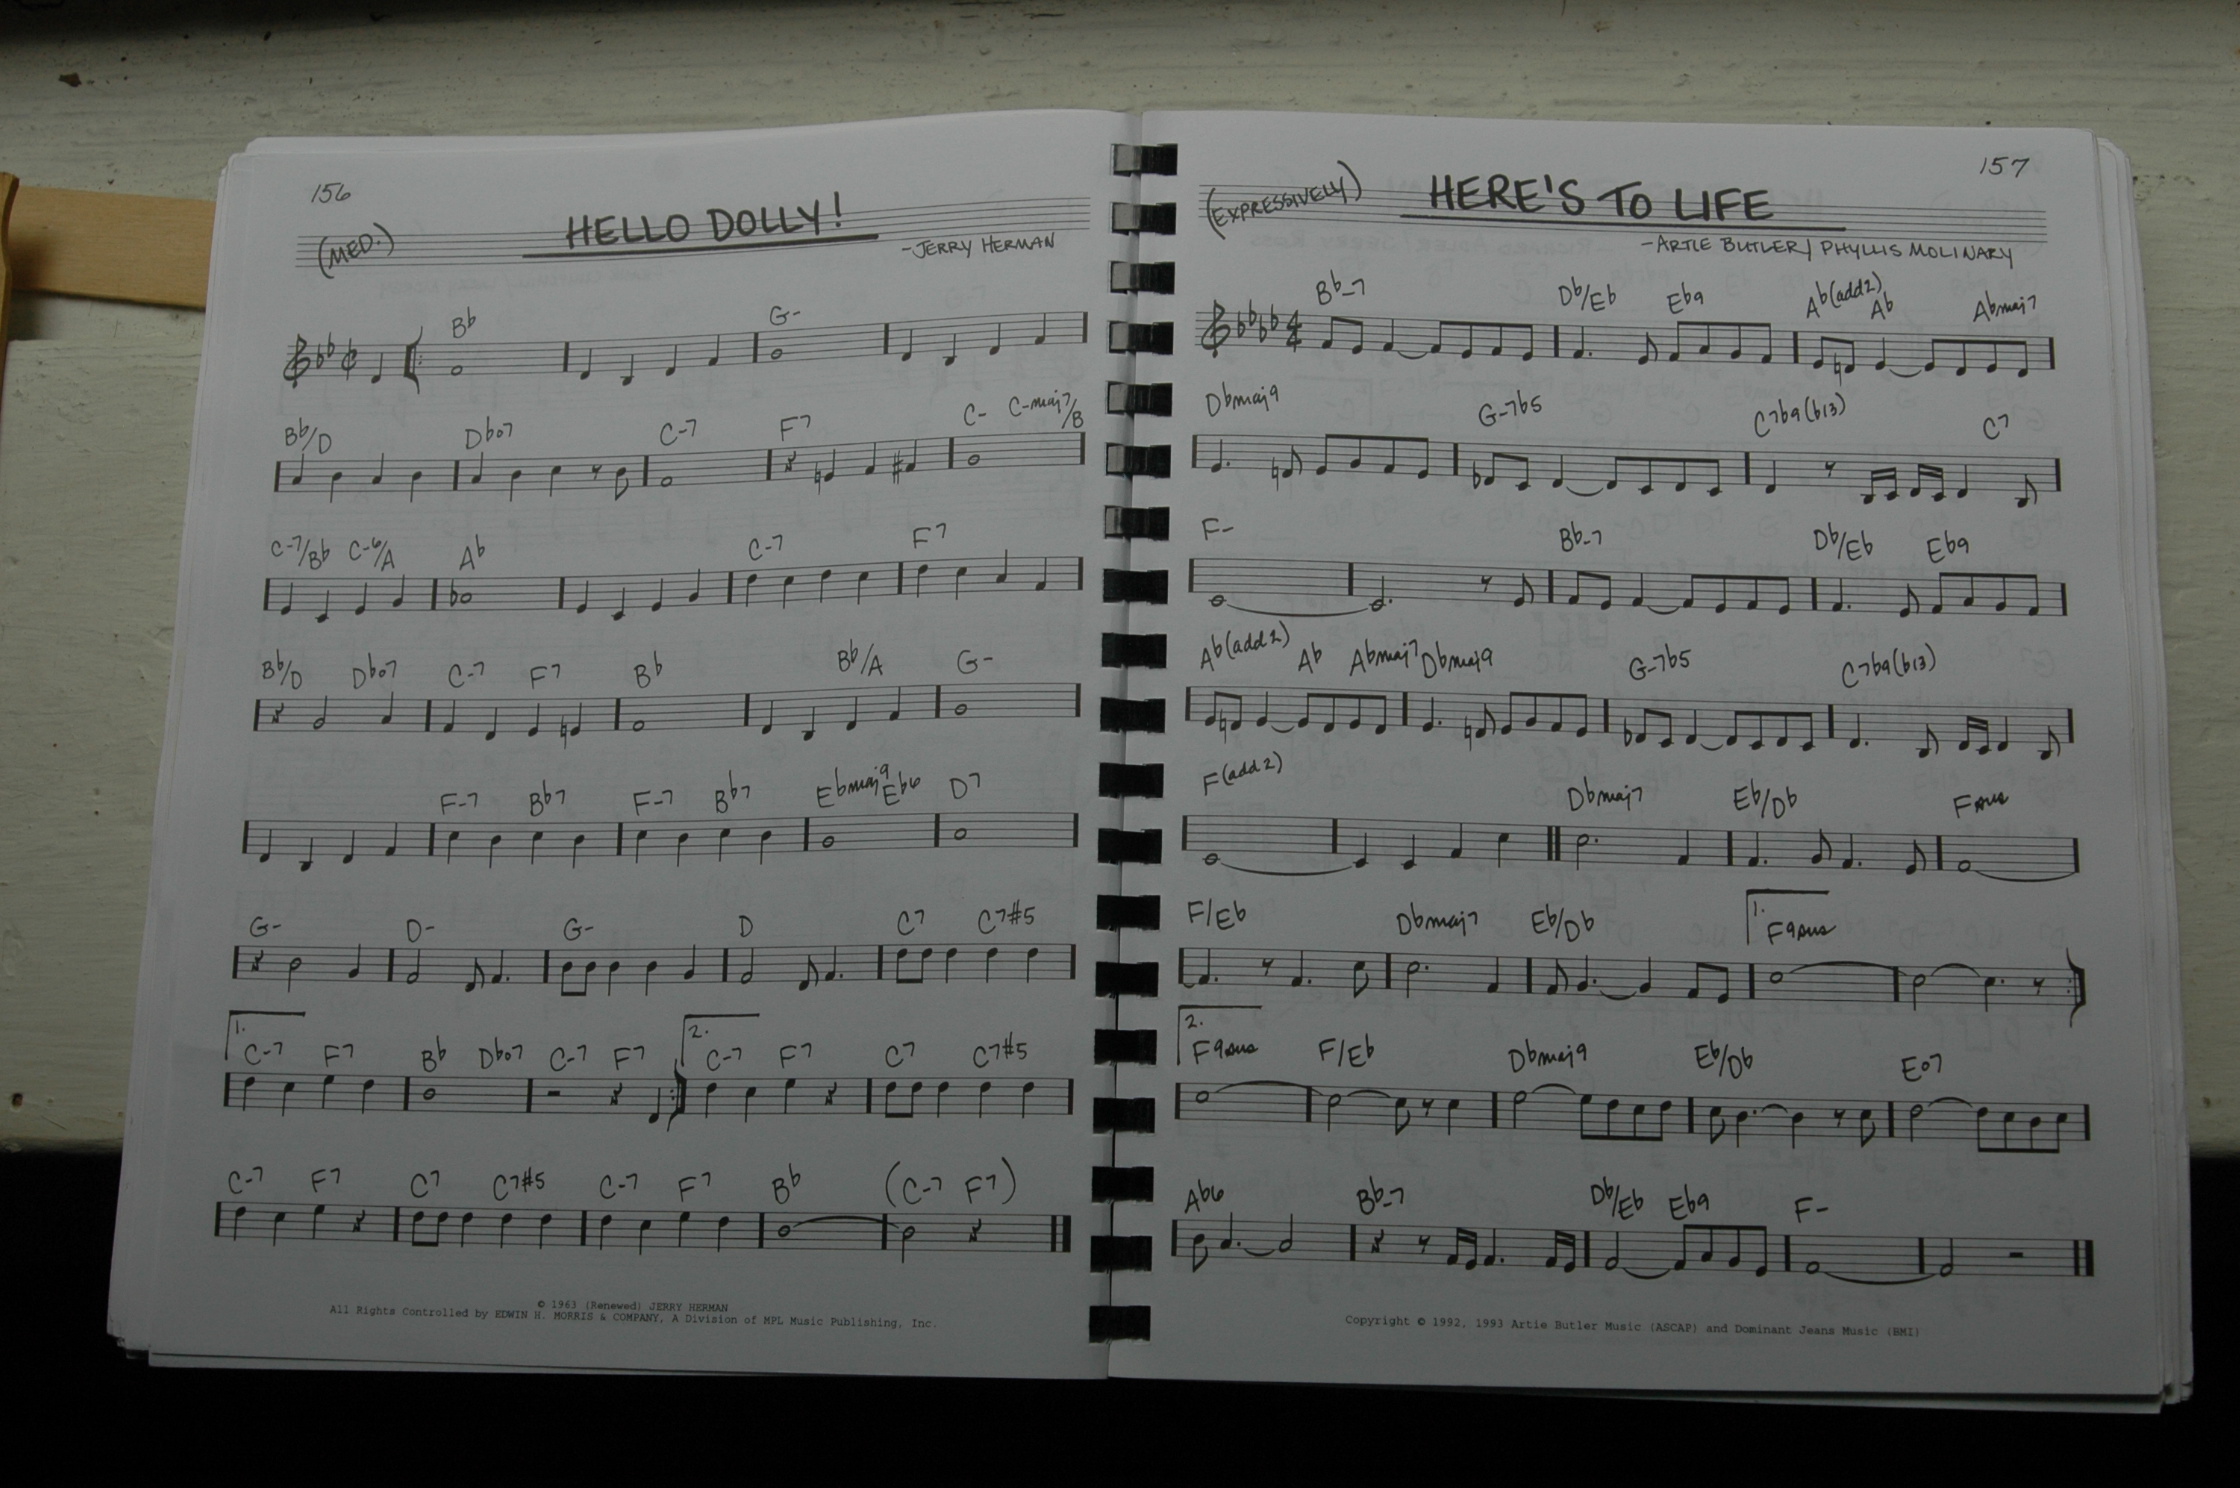 156
HELLO DOLLY!
(MED.)
-JERRY HERMAN
Bb G-
Bb/D Dbo7 C-7 F7 C- C-maj7/B
C-7/Bb C-6/A Ab C-7 F7
Bb/D Dbo7 C-7 F7 Bb Bb/A G-
F-7 Bb7 F-7 Bb7 Ebmaj9 Eb6 D7
G- D- G- D C7 C7#5
1. C-7 F7 Bb Dbo7 C-7 F7 2. C-7 F7 C7 C7#5
C-7 F7 C7 C7#5 C-7 F7 Bb (C-7 F7)
© 1963 (Renewed) JERRY HERMAN
All Rights Controlled by EDWIN H. MORRIS & COMPANY, A Division of MPL Music Publishing, Inc.
157
(EXPRESSIVELY)
HERE'S TO LIFE
-ARTIE BUTLER/PHYLLIS MOLINARY
4/4 Bb-7 Db/Eb Eb9 Ab(add2) Ab Abmaj7
Dbmaj9 G-7b5 C7b9(b13) C7
F- Bb-7 Db/Eb Eb9
Ab(add2) Ab Abmaj7 Dbmaj9 G-7b5 C7b9(b13)
F(add2) Dbmaj7 Eb/Db Fsus
F/Eb Dbmaj7 Eb/Db 1. F9sus
2. F9sus F/Eb Dbmaj9 Eb/Db Eo7
Ab6 Bb-7 Db/Eb Eb9 F-
Copyright © 1992, 1993 Artie Butler Music (ASCAP) and Dominant Jeans Music (BMI)